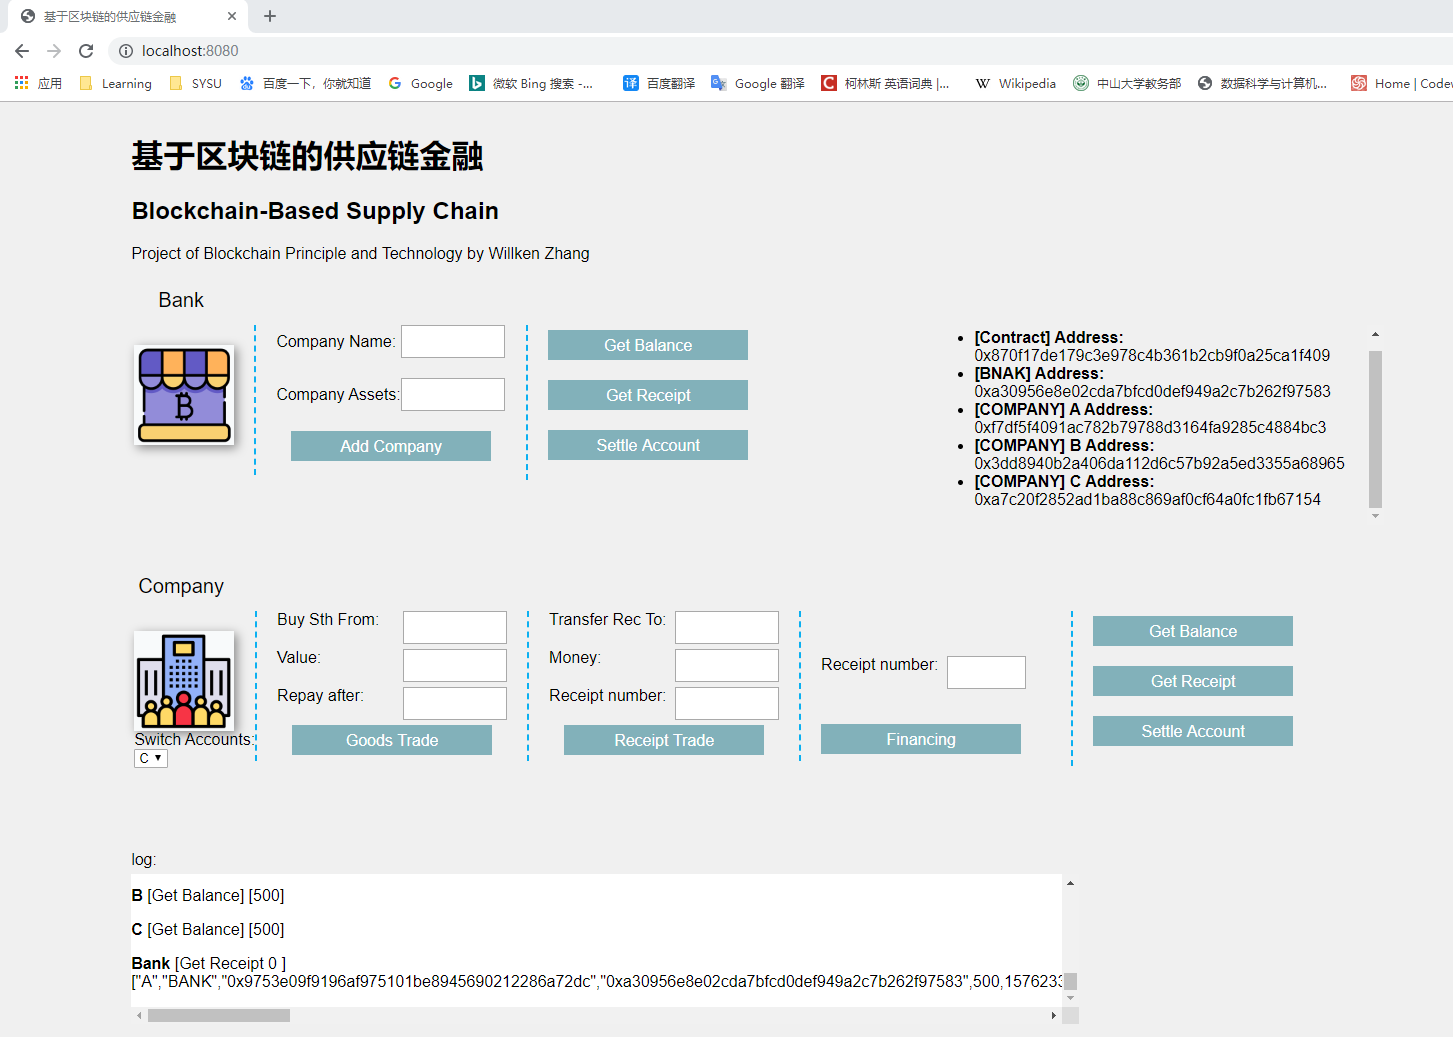 基于区块链的供应链金融
localhost:8080
应用 Learning SYSU 百度一下，你就知道 Google 微软 Bing 搜索 -... 百度翻译 Google 翻译 柯林斯 英语词典 |... Wikipedia 中山大学教务部 数据科学与计算机... Home | Codew
基于区块链的供应链金融
Blockchain-Based Supply Chain
Project of Blockchain Principle and Technology by Willken Zhang
Bank
Company Name:
Company Assets:
Add Company
Get Balance
Get Receipt
Settle Account
[Contract] Address:
0x870f17de179c3e978c4b361b2cb9f0a25ca1f409
[BNAK] Address:
0xa30956e8e02cda7bfcd0def949a2c7b262f97583
[COMPANY] A Address:
0xf7df5f4091ac782b79788d3164fa9285c4884bc3
[COMPANY] B Address:
0x3dd8940b2a406da112d6c57b92a5ed3355a68965
[COMPANY] C Address:
0xa7c20f2852ad1ba88c869af0cf64a0fc1fb67154
Company
Switch Accounts:
C
Buy Sth From:
Value:
Repay after:
Goods Trade
Transfer Rec To:
Money:
Receipt number:
Receipt Trade
Receipt number:
Financing
Get Balance
Get Receipt
Settle Account
log:
B [Get Balance] [500]
C [Get Balance] [500]
Bank [Get Receipt 0 ]
["A","BANK","0x9753e09f9196af975101be8945690212286a72dc","0xa30956e8e02cda7bfcd0def949a2c7b262f97583",500,1576233